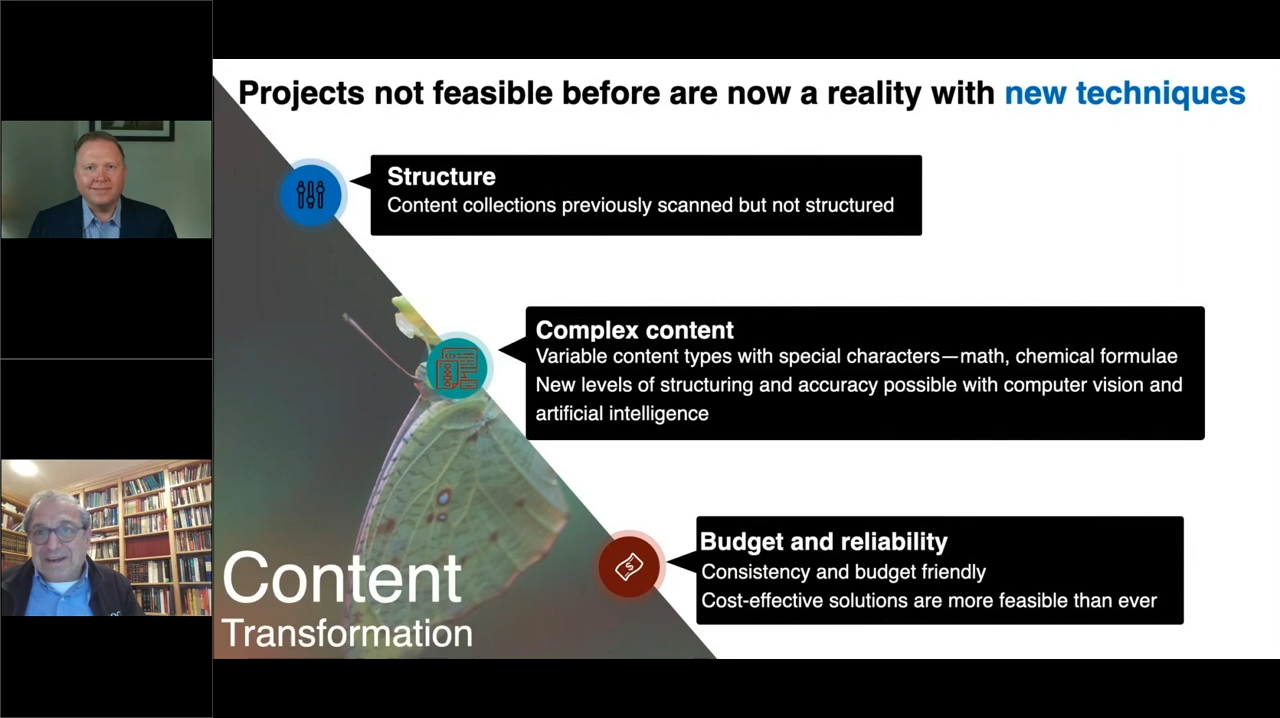 Projects not feasible before are now a reality with new techniques
Structure
Content collections previously scanned but not structured
Complex content
Variable content types with special characters—math, chemical formulae
New levels of structuring and accuracy possible with computer vision and
artificial intelligence
Budget and reliability
Consistency and budget friendly
Cost-effective solutions are more feasible than ever
Content
Transformation